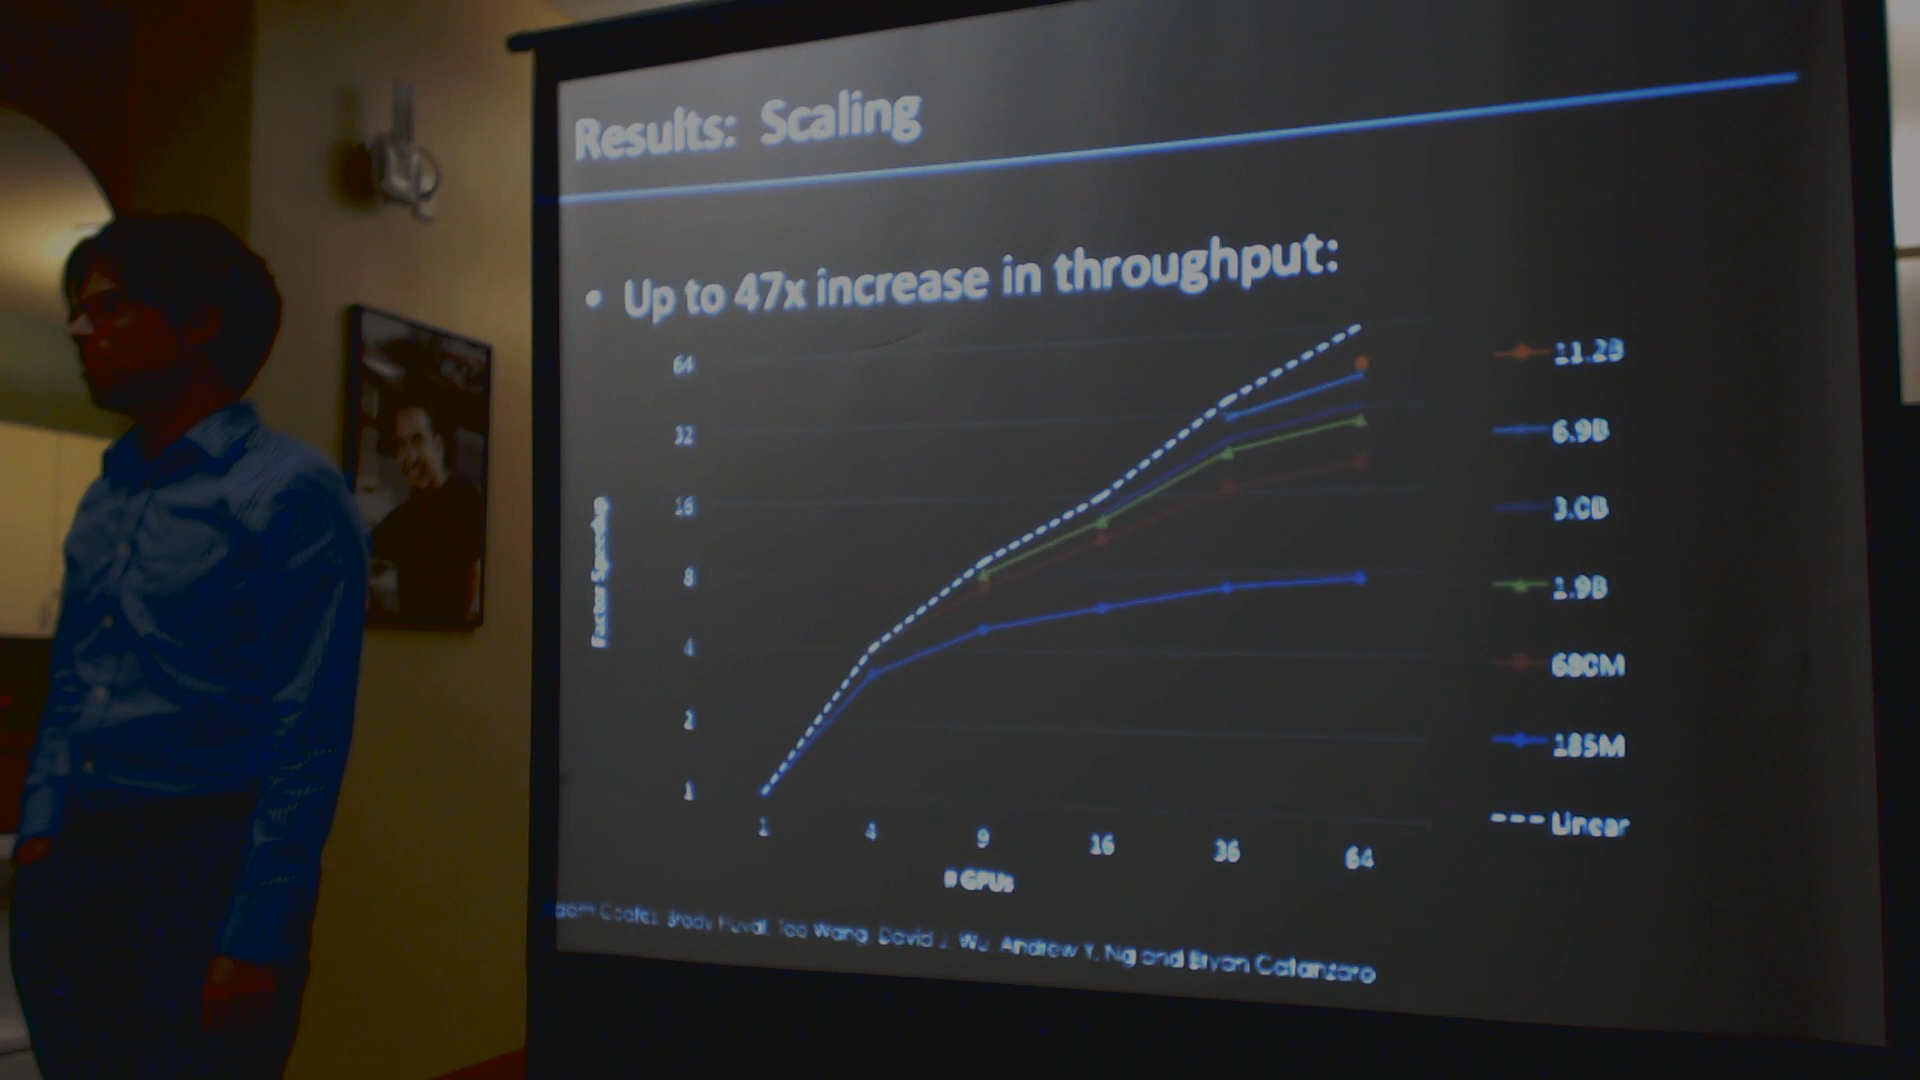 Results: Scaling
• Up to 47x increase in throughput:
64
32
16
8
4
2
1
Factor Speedup
1 4 9 16 36 64
# GPUs
11.2B
6.9B
3.0B
1.9B
680M
185M
Linear
Adam Coates, Brody Huval, Tao Wang, David J. Wu, Andrew Y. Ng and Bryan Catanzaro